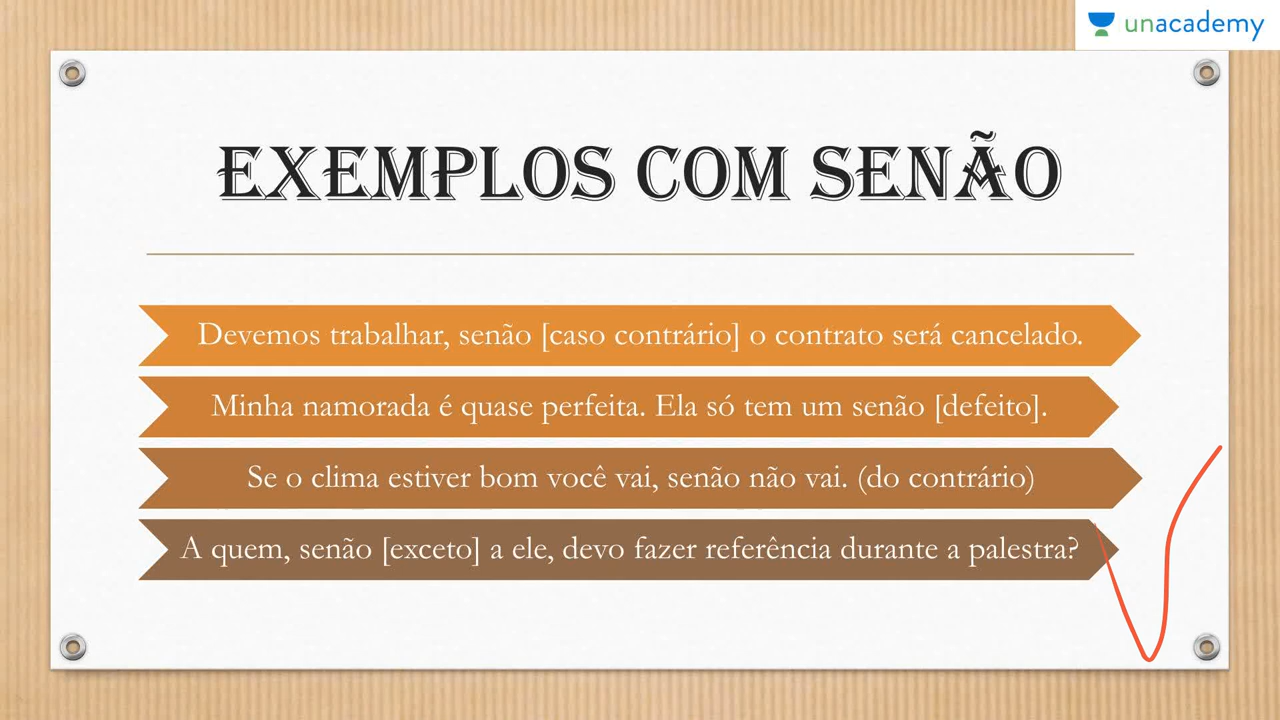 unacademy
EXEMPLOS COM SENÃO
Devemos trabalhar, senão [caso contrário] o contrato será cancelado.
Minha namorada é quase perfeita. Ela só tem um senão [defeito].
Se o clima estiver bom você vai, senão não vai. (do contrário)
A quem, senão [exceto] a ele, devo fazer referência durante a palestra?